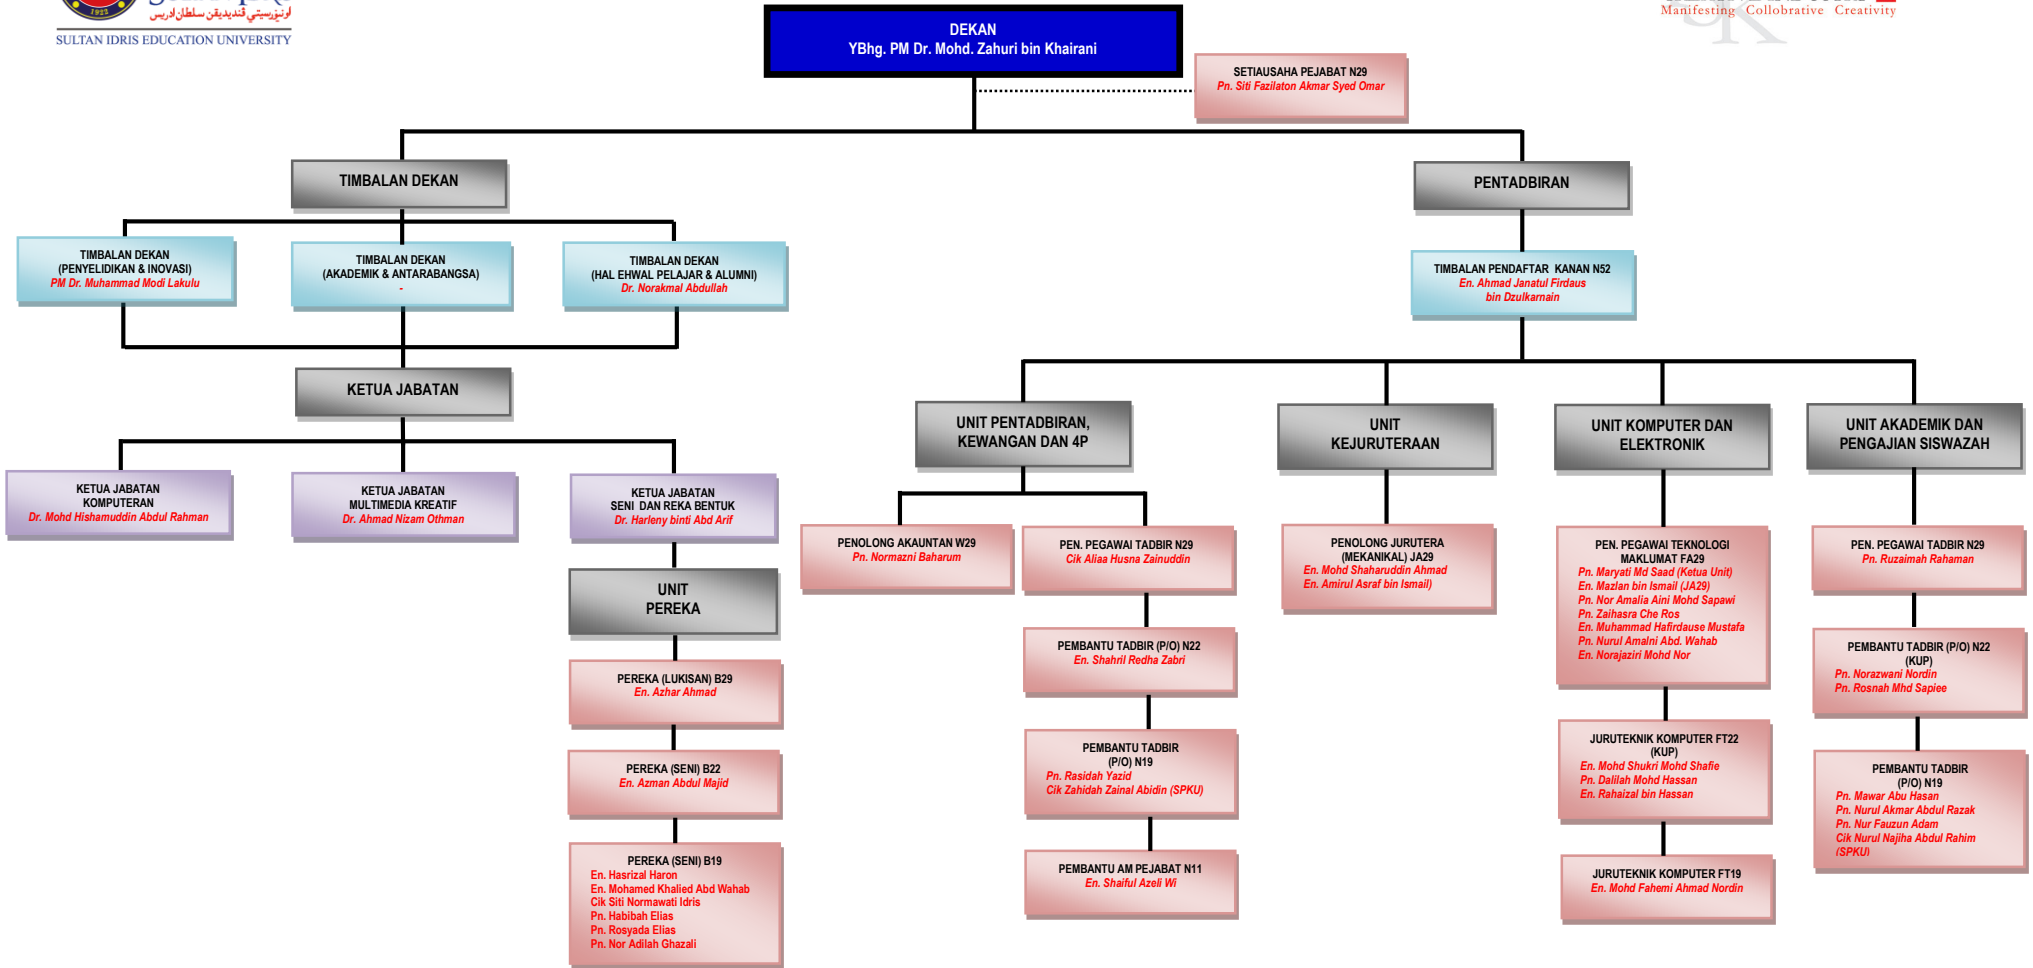 1922
SULTAN IDRIS
اونيۏرسيتي ڤنديديقن سلطان ادريس
SULTAN IDRIS EDUCATION UNIVERSITY
Manifesting Collobrative Creativity
DEKAN
YBhg. PM Dr. Mohd. Zahuri bin Khairani
SETIAUSAHA PEJABAT N29
Pn. Siti Fazilaton Akmar Syed Omar
TIMBALAN DEKAN
PENTADBIRAN
TIMBALAN DEKAN
(PENYELIDIKAN & INOVASI)
PM Dr. Muhammad Modi Lakulu
TIMBALAN DEKAN
(AKADEMIK & ANTARABANGSA)
-
TIMBALAN DEKAN
(HAL EHWAL PELAJAR & ALUMNI)
Dr. Norakmal Abdullah
TIMBALAN PENDAFTAR KANAN N52
En. Ahmad Janatul Firdaus
bin Dzulkarnain
KETUA JABATAN
KETUA JABATAN
KOMPUTERAN
Dr. Mohd Hishamuddin Abdul Rahman
KETUA JABATAN
MULTIMEDIA KREATIF
Dr. Ahmad Nizam Othman
KETUA JABATAN
SENI DAN REKA BENTUK
Dr. Harleny binti Abd Arif
UNIT
PEREKA
PEREKA (LUKISAN) B29
En. Azhar Ahmad
PEREKA (SENI) B22
En. Azman Abdul Majid
PEREKA (SENI) B19
En. Hasrizal Haron
En. Mohamed Khalied Abd Wahab
Cik Siti Normawati Idris
Pn. Habibah Elias
Pn. Rosyada Elias
Pn. Nor Adilah Ghazali
UNIT PENTADBIRAN,
KEWANGAN DAN 4P
PENOLONG AKAUNTAN W29
Pn. Normazni Baharum
PEN. PEGAWAI TADBIR N29
Cik Aliaa Husna Zainuddin
PEMBANTU TADBIR (P/O) N22
En. Shahril Redha Zabri
PEMBANTU TADBIR
(P/O) N19
Pn. Rasidah Yazid
Cik Zahidah Zainal Abidin (SPKU)
PEMBANTU AM PEJABAT N11
En. Shaiful Azeli Wi
UNIT
KEJURUTERAAN
PENOLONG JURUTERA
(MEKANIKAL) JA29
En. Mohd Shaharuddin Ahmad
En. Amirul Asraf bin Ismail)
UNIT KOMPUTER DAN
ELEKTRONIK
PEN. PEGAWAI TEKNOLOGI
MAKLUMAT FA29
Pn. Maryati Md Saad (Ketua Unit)
En. Mazlan bin Ismail (JA29)
Pn. Nor Amalia Aini Mohd Sapawi
Pn. Zaihasra Che Ros
En. Muhammad Hafirdause Mustafa
Pn. Nurul Amalni Abd. Wahab
En. Norajaziri Mohd Nor
JURUTEKNIK KOMPUTER FT22
(KUP)
En. Mohd Shukri Mohd Shafie
Pn. Dalilah Mohd Hassan
En. Rahaizal bin Hassan
JURUTEKNIK KOMPUTER FT19
En. Mohd Fahemi Ahmad Nordin
UNIT AKADEMIK DAN
PENGAJIAN SISWAZAH
PEN. PEGAWAI TADBIR N29
Pn. Ruzaimah Rahaman
PEMBANTU TADBIR (P/O) N22
(KUP)
Pn. Norazwani Nordin
Pn. Rosnah Mhd Sapiee
PEMBANTU TADBIR
(P/O) N19
Pn. Mawar Abu Hasan
Pn. Nurul Akmar Abdul Razak
Pn. Nur Fauzun Adam
Cik Nurul Najiha Abdul Rahim
(SPKU)